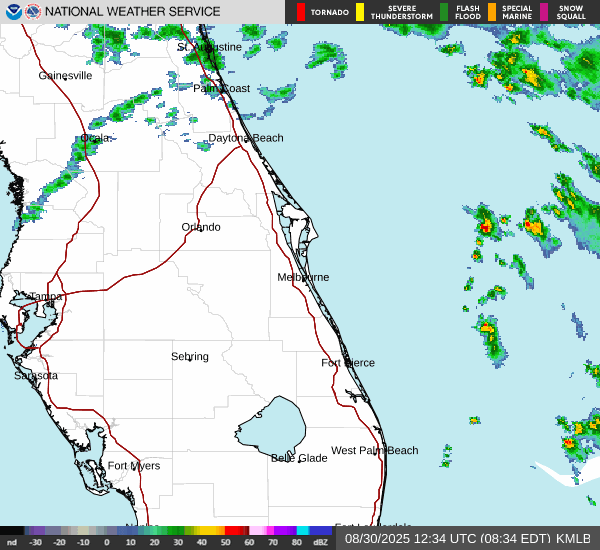 NATIONAL WEATHER SERVICE
TORNADO
SEVERE THUNDERSTORM
FLASH FLOOD
SPECIAL MARINE
SNOW SQUALL
St. Augustine
Gainesville
Palm Coast
Ocala
Daytona Beach
Orlando
Melbourne
Tampa
Sebring
Fort Pierce
Sarasota
West Palm Beach
Belle Glade
Fort Myers
Fort Lauderdale
nd -30 -20 -10 0 10 20 30 40 50 60 70 80 dBZ
08/30/2025 12:34 UTC (08:34 EDT) KMLB